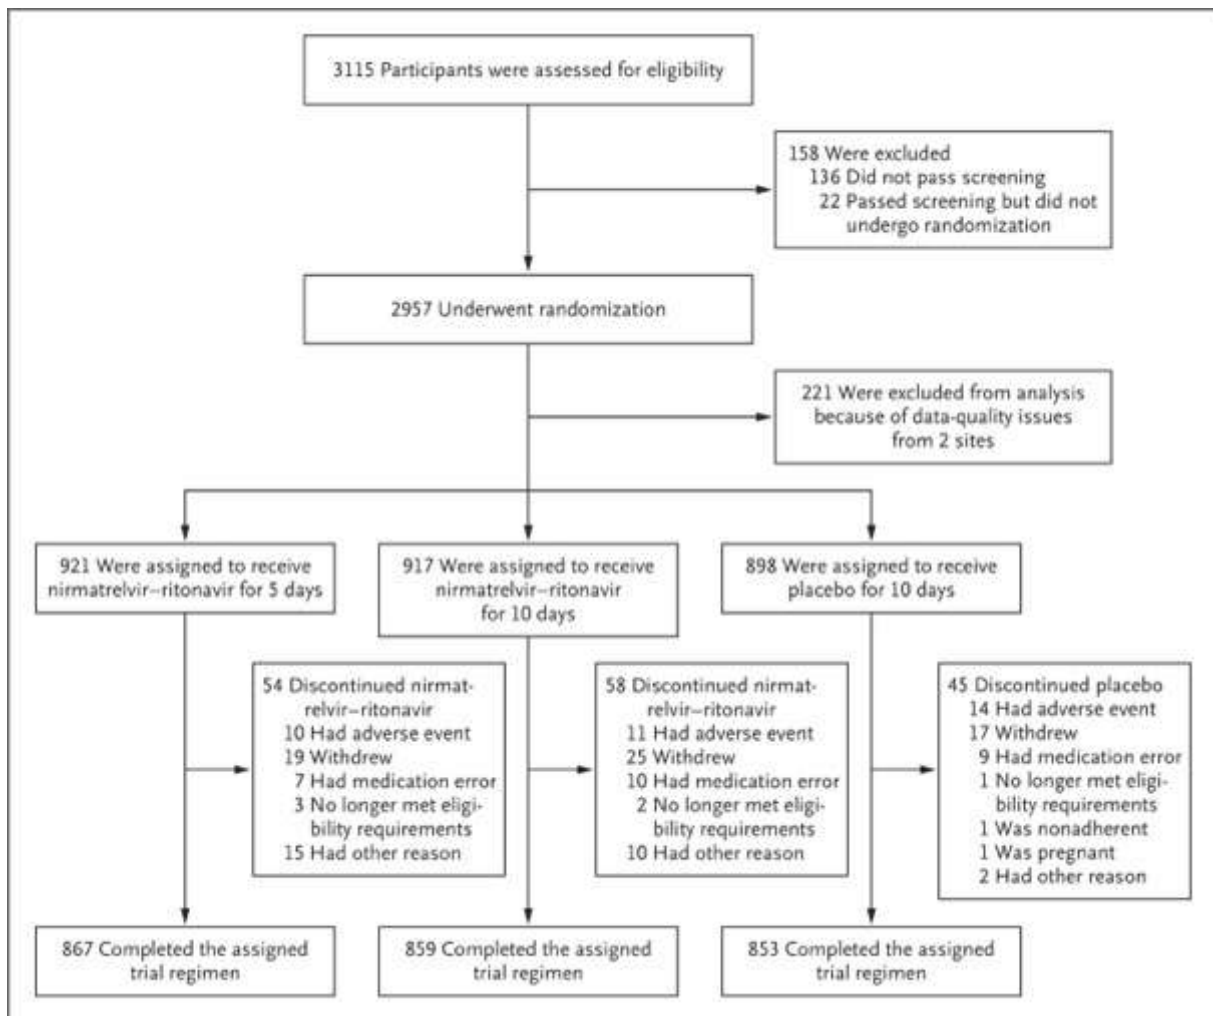 3115 Participants were assessed for eligibility
158 Were excluded
136 Did not pass screening
22 Passed screening but did not
undergo randomization
2957 Underwent randomization
221 Were excluded from analysis
because of data-quality issues
from 2 sites
921 Were assigned to receive
nirmatrelvir–ritonavir for 5 days
917 Were assigned to receive
nirmatrelvir–ritonavir
for 10 days
898 Were assigned to receive
placebo for 10 days
54 Discontinued nirmat-
relvir–ritonavir
10 Had adverse event
19 Withdrew
7 Had medication error
3 No longer met eligi-
bility requirements
15 Had other reason
58 Discontinued nirmat-
relvir–ritonavir
11 Had adverse event
25 Withdrew
10 Had medication error
2 No longer met eligi-
bility requirements
10 Had other reason
45 Discontinued placebo
14 Had adverse event
17 Withdrew
9 Had medication error
1 No longer met eligi-
bility requirements
1 Was nonadherent
1 Was pregnant
2 Had other reason
867 Completed the assigned
trial regimen
859 Completed the assigned
trial regimen
853 Completed the assigned
trial regimen